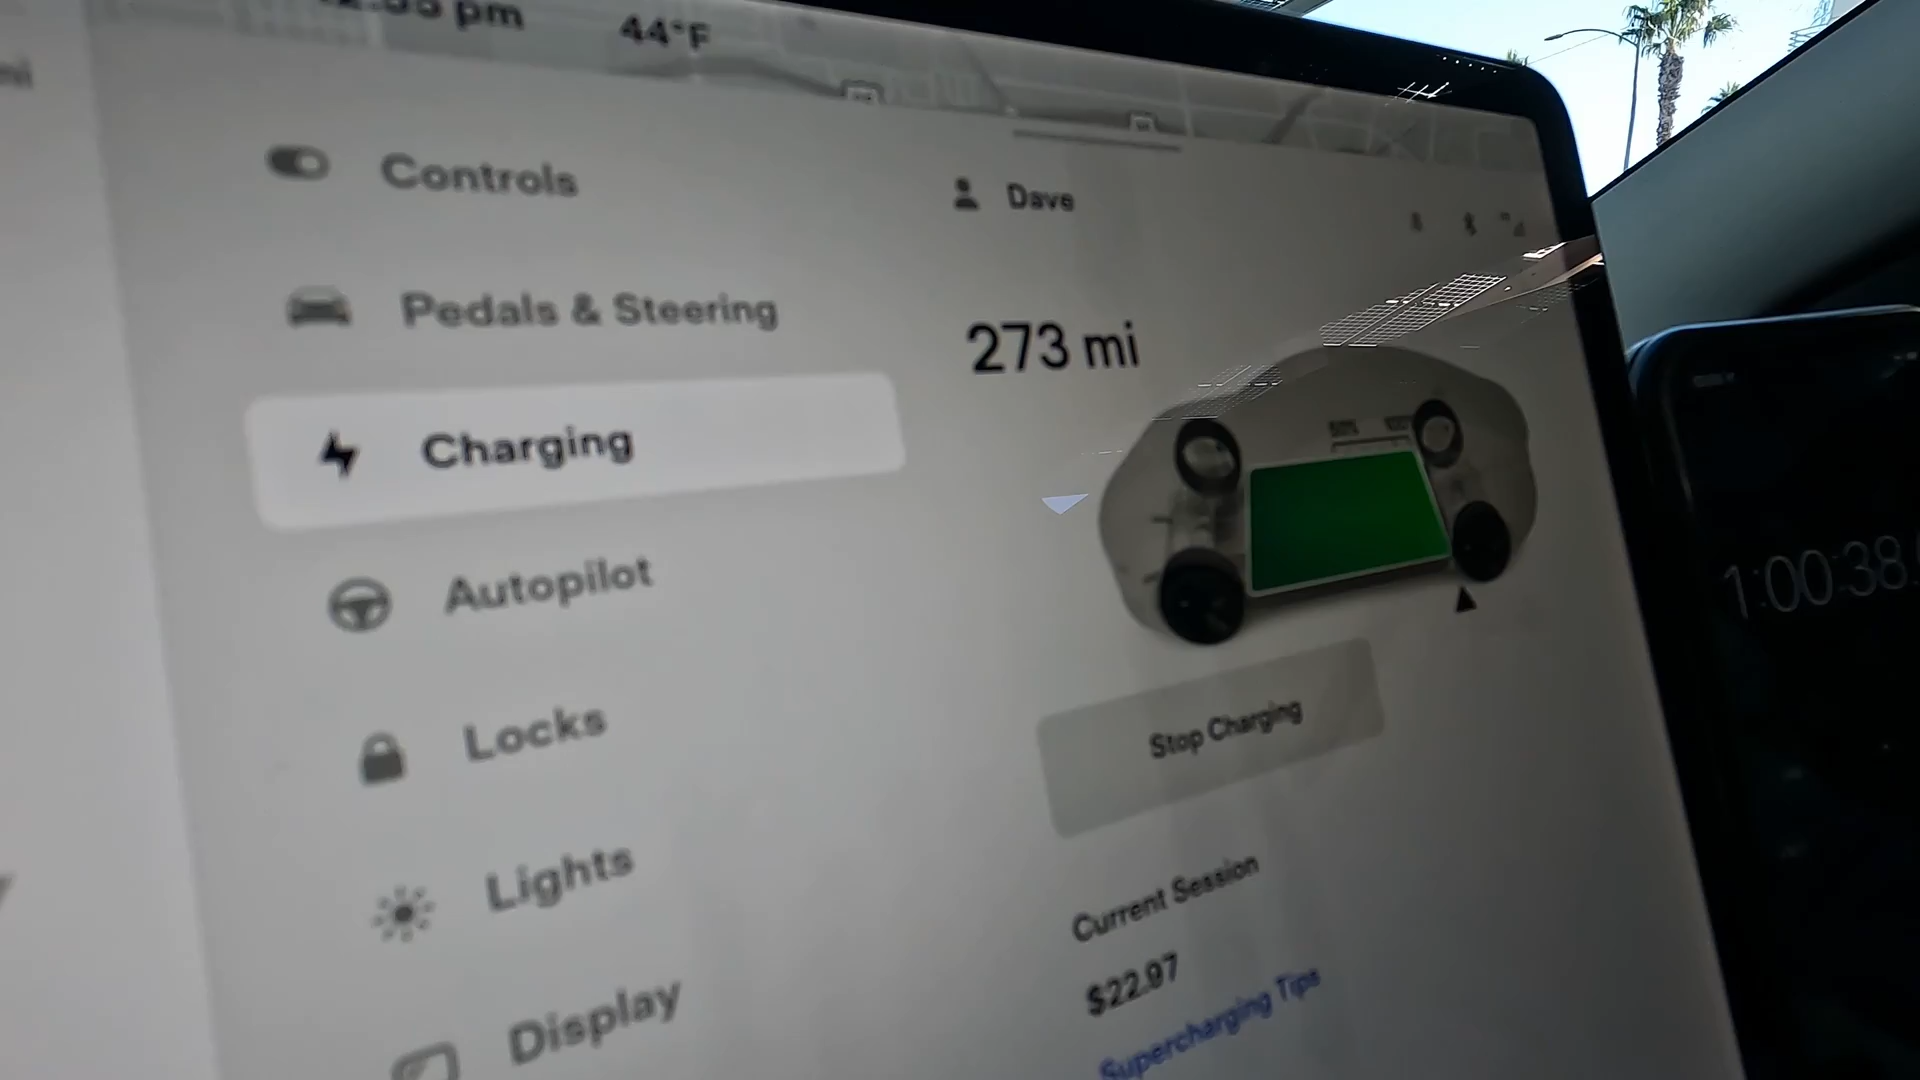 pm
44°F
Controls
Dave
Pedals & Steering
273 mi
Charging
Autopilot
1:00:38
Locks
Stop Charging
Lights
Current Session
$22.97
Display
Supercharging Tips